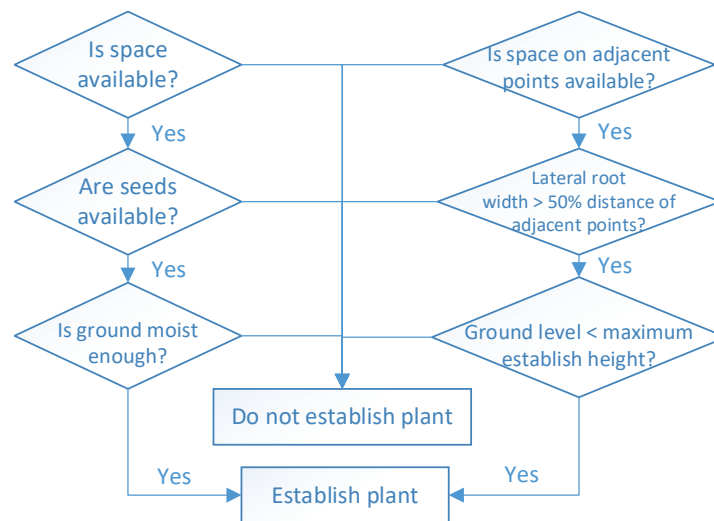 Is space
available?
Is space on adjacent
points available?
Yes
Yes
Are seeds
available?
Lateral root
width > 50% distance of
adjacent points?
Yes
Yes
Is ground moist
enough?
Ground level < maximum
establish height?
Do not establish plant
Yes
Yes
Establish plant